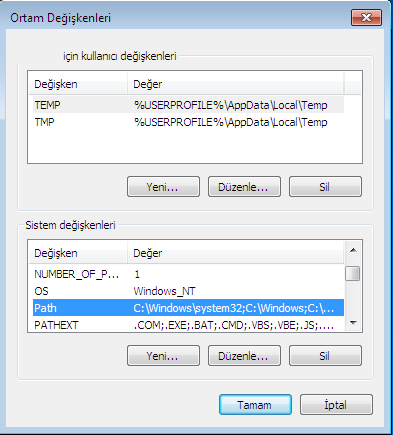 Ortam Değişkenleri
için kullanıcı değişkenleri
Değişken Değer
TEMP %USERPROFILE%\AppData\Local\Temp
TMP %USERPROFILE%\AppData\Local\Temp
Yeni... Düzenle... Sil
Sistem değişkenleri
Değişken Değer
NUMBER_OF_P... 1
OS Windows_NT
Path C:\Windows\system32;C:\Windows;C:\...
PATHEXT .COM;.EXE;.BAT;.CMD;.VBS;.VBE;.JS;....
Yeni... Düzenle... Sil
Tamam İptal